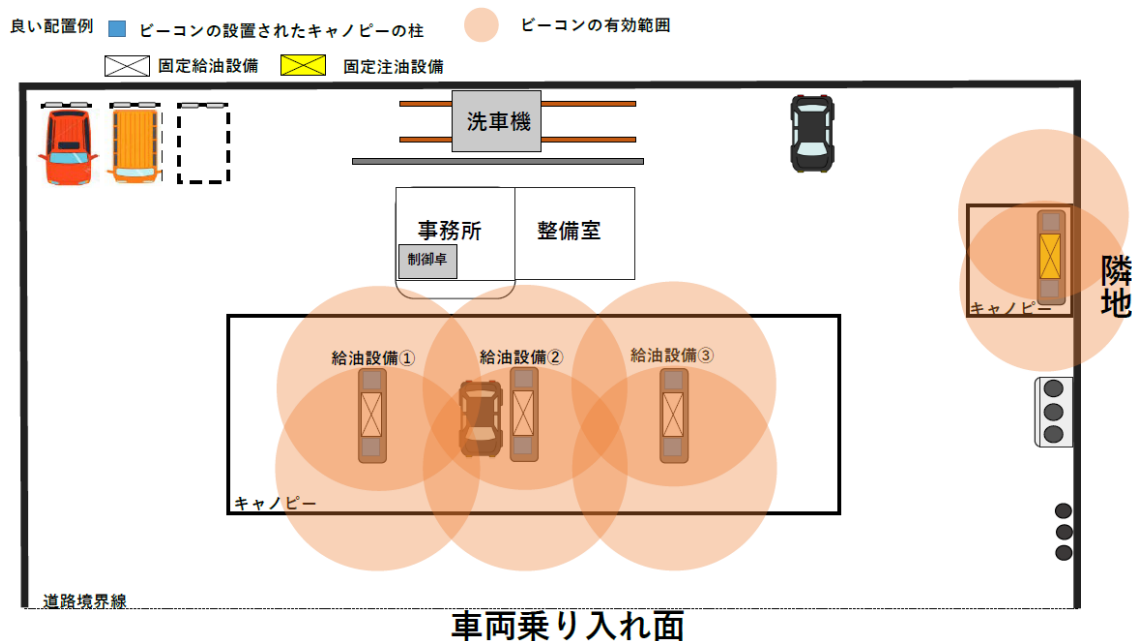 良い配置例
ビーコンの設置されたキャノピーの柱
ビーコンの有効範囲
固定給油設備
固定注油設備
洗車機
事務所
整備室
制御卓
隣地
キャノピー
給油設備①
給油設備②
給油設備③
キャノピー
道路境界線
車両乗り入れ面